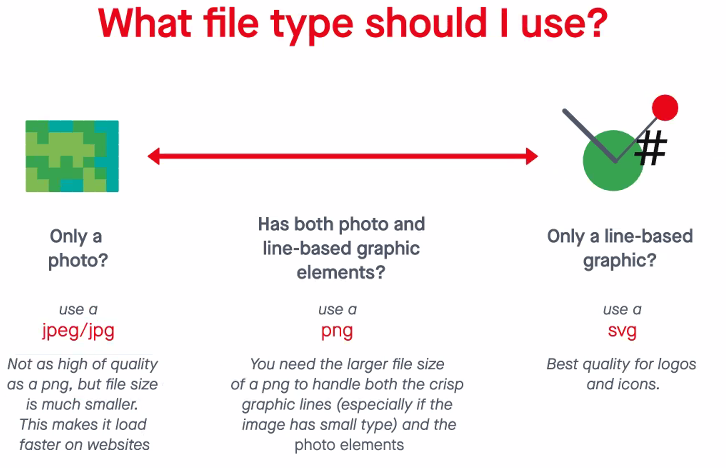 What file type should I use?
#
Only a
photo?
use a
jpeg/jpg
Not as high of quality
as a png, but file size
is much smaller.
This makes it load
faster on websites
Has both photo and
line-based graphic
elements?
use a
png
You need the larger file size
of a png to handle both the crisp
graphic lines (especially if the
image has small type) and the
photo elements
Only a line-based
graphic?
use a
svg
Best quality for logos
and icons.